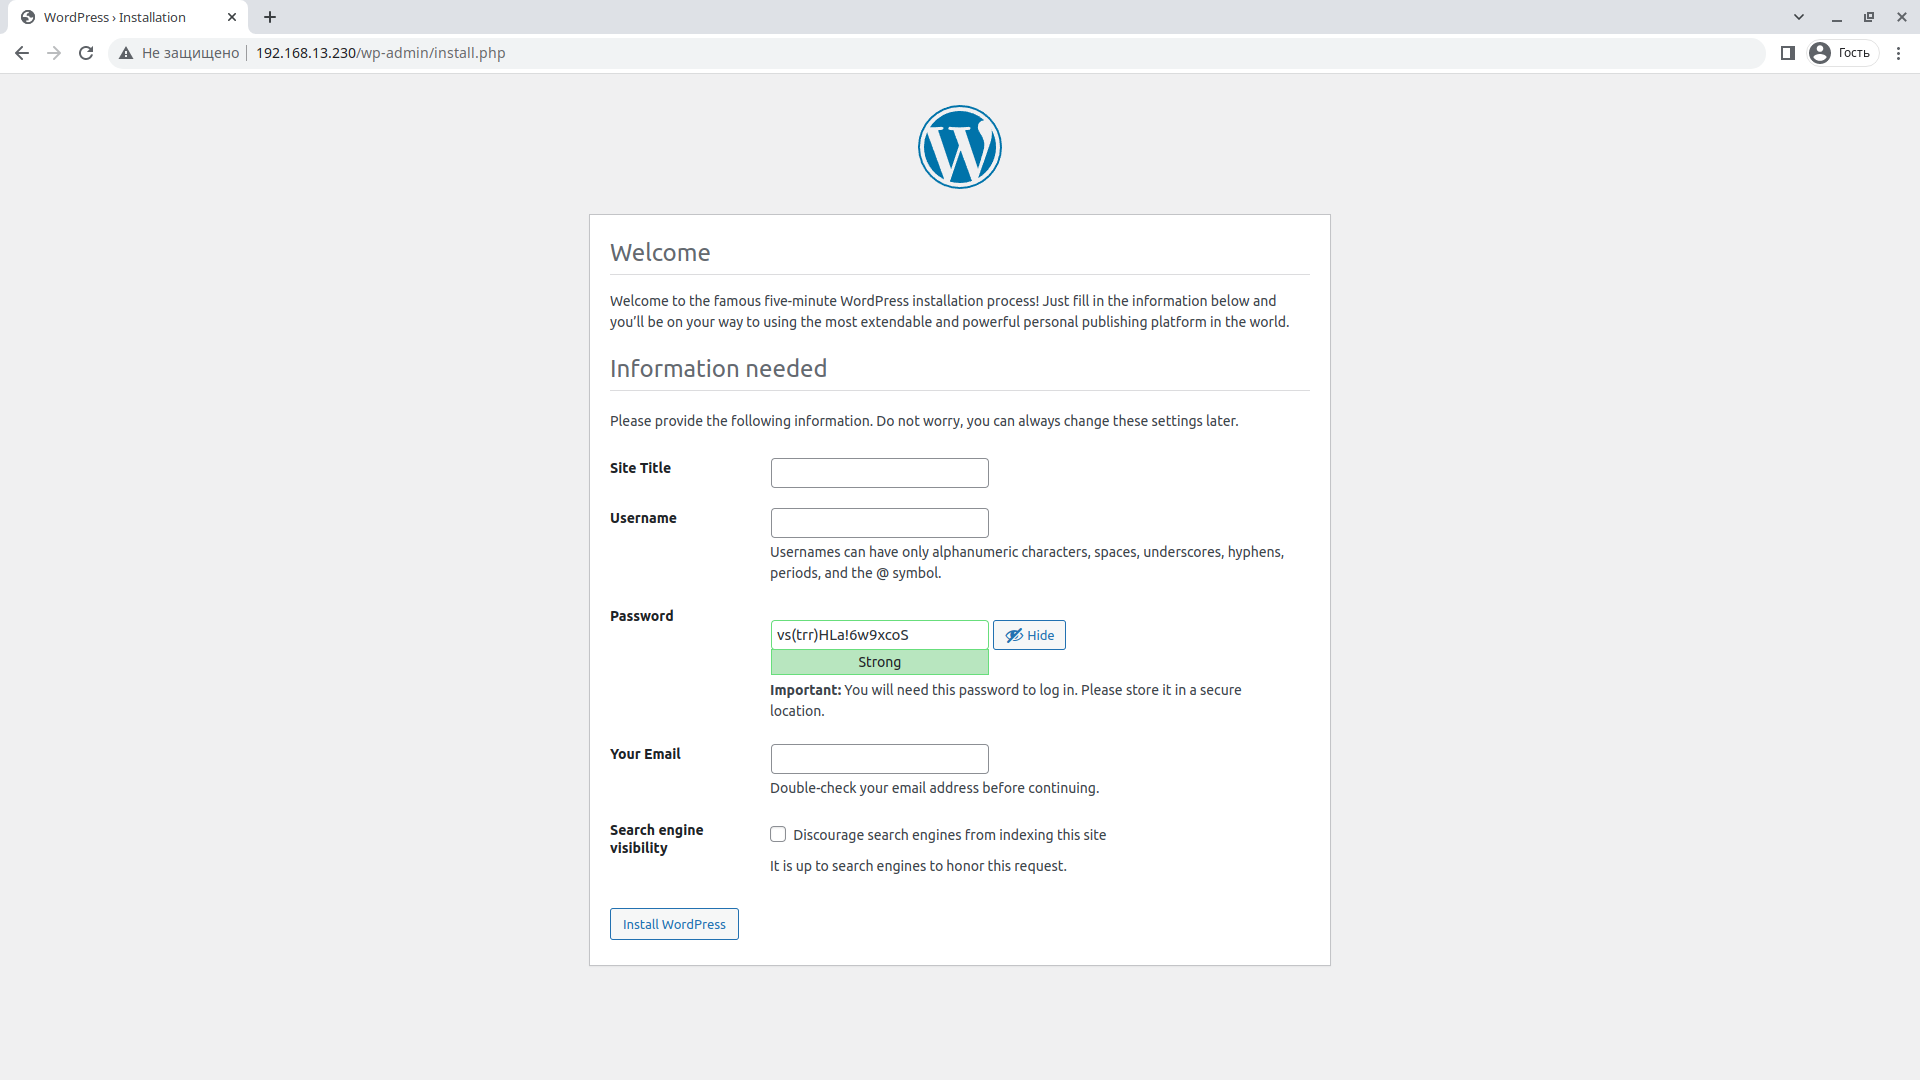 WordPress › Installation
Не защищено
192.168.13.230/wp-admin/install.php
Гость
Welcome
Welcome to the famous five-minute WordPress installation process! Just fill in the information below and
you’ll be on your way to using the most extendable and powerful personal publishing platform in the world.
Information needed
Please provide the following information. Do not worry, you can always change these settings later.
Site Title
Username
Usernames can have only alphanumeric characters, spaces, underscores, hyphens,
periods, and the @ symbol.
Password
vs(trr)HLa!6w9xcoS
Hide
Strong
Important: You will need this password to log in. Please store it in a secure
location.
Your Email
Double-check your email address before continuing.
Search engine
visibility
Discourage search engines from indexing this site
It is up to search engines to honor this request.
Install WordPress